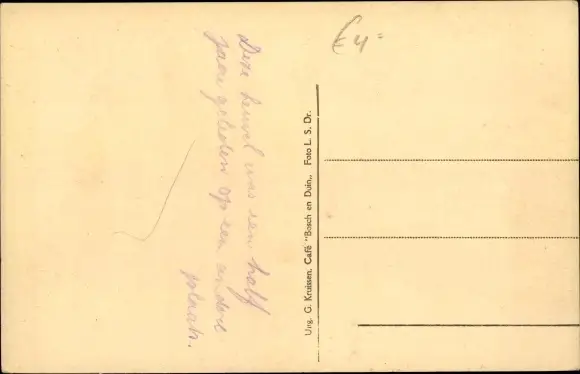 € 4 =
Deze heuvel was een half
jaar geleden op een andere
plaats.
Uitg. G. Kruissen, Café "Bosch en Duin„ Foto L. S. Dr.